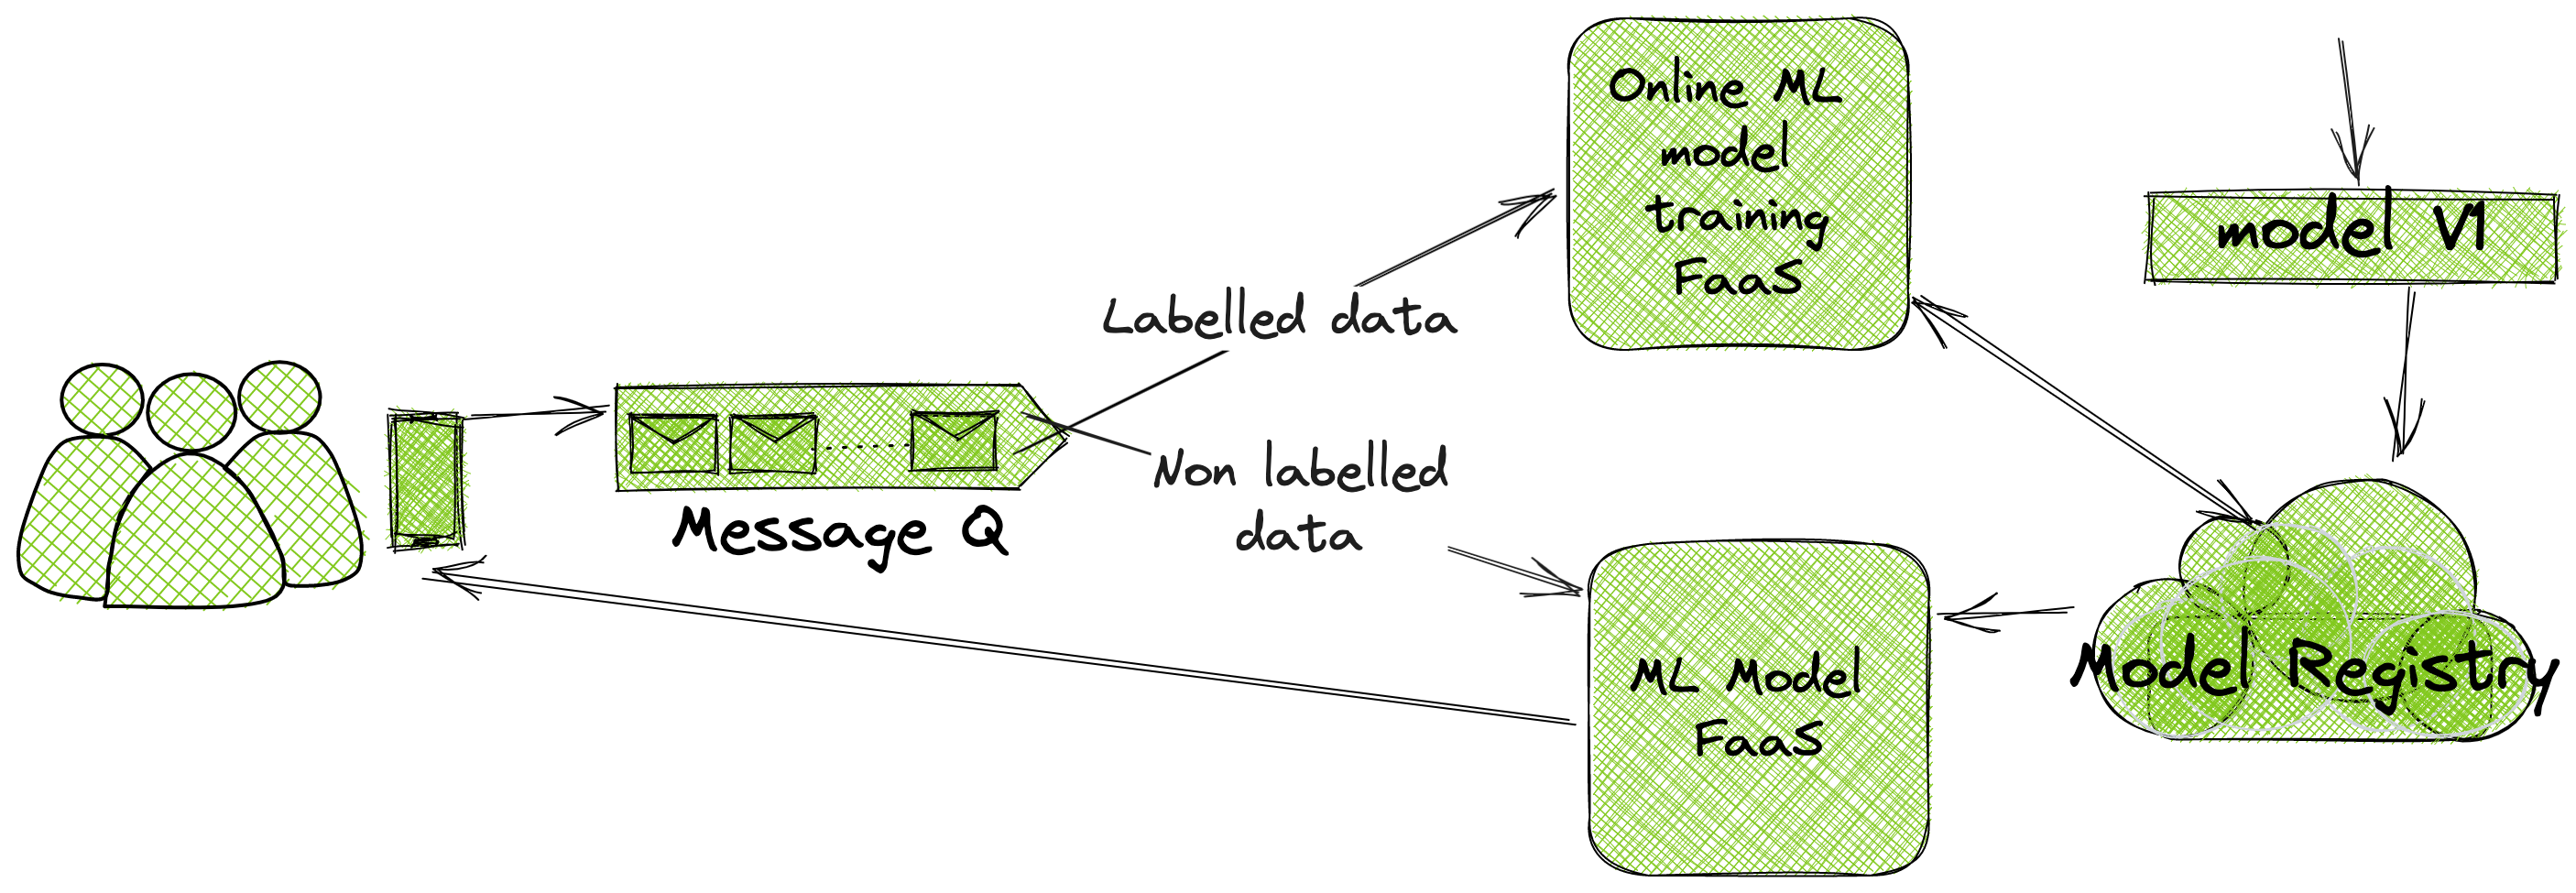 Online ML
model
training
FaaS
model V1
Labelled data
Non labelled
data
Message Q
ML Model
FaaS
Model Registry